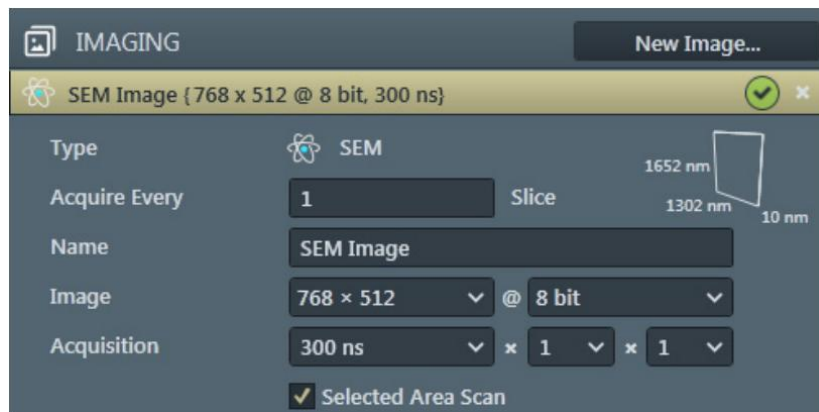 IMAGING New Image...
SEM Image {768 x 512 @ 8 bit, 300 ns}
Type SEM
1652 nm
Acquire Every 1 Slice 1302 nm 10 nm
Name SEM Image
Image 768 × 512 @ 8 bit
Acquisition 300 ns × 1 × 1
Selected Area Scan